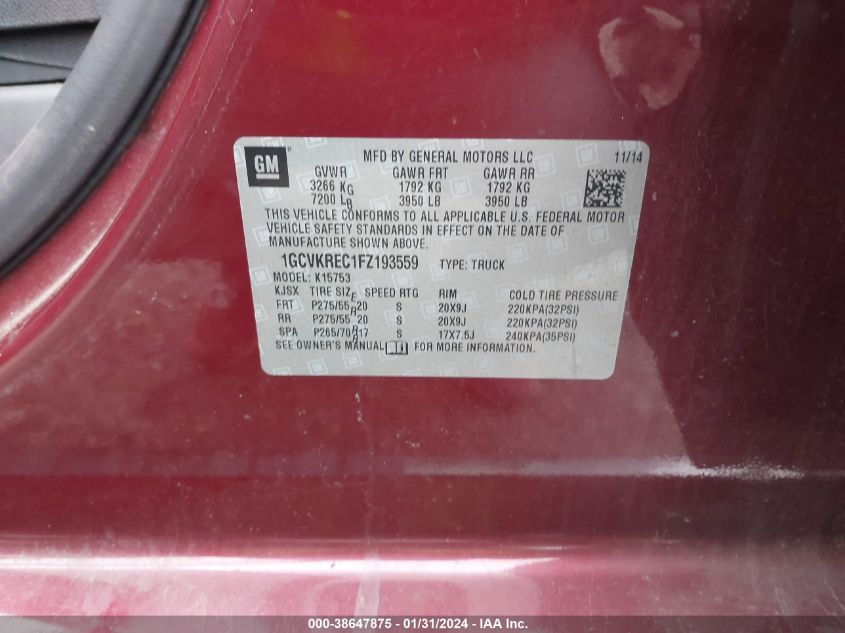 GM
MFD BY GENERAL MOTORS LLC 11/14
GVWR GAWR FRT GAWR RR
3266 KG 1792 KG 1792 KG
7200 LB 3950 LB 3950 LB
THIS VEHICLE CONFORMS TO ALL APPLICABLE U.S. FEDERAL MOTOR
VEHICLE SAFETY STANDARDS IN EFFECT ON THE DATE OF
MANUFACTURE SHOWN ABOVE.
1GCVKREC1FZ193559 TYPE: TRUCK
MODEL: K15753
KJSX TIRE SIZE SPEED RTG RIM COLD TIRE PRESSURE
FRT P275/55R20 S 20X9J 220KPA(32PSI)
RR P275/55R20 S 20X9J 220KPA(32PSI)
SPA P265/70R17 S 17X7.5J 240KPA(35PSI)
SEE OWNER'S MANUAL FOR MORE INFORMATION.
000-38647875 - 01/31/2024 - IAA Inc.